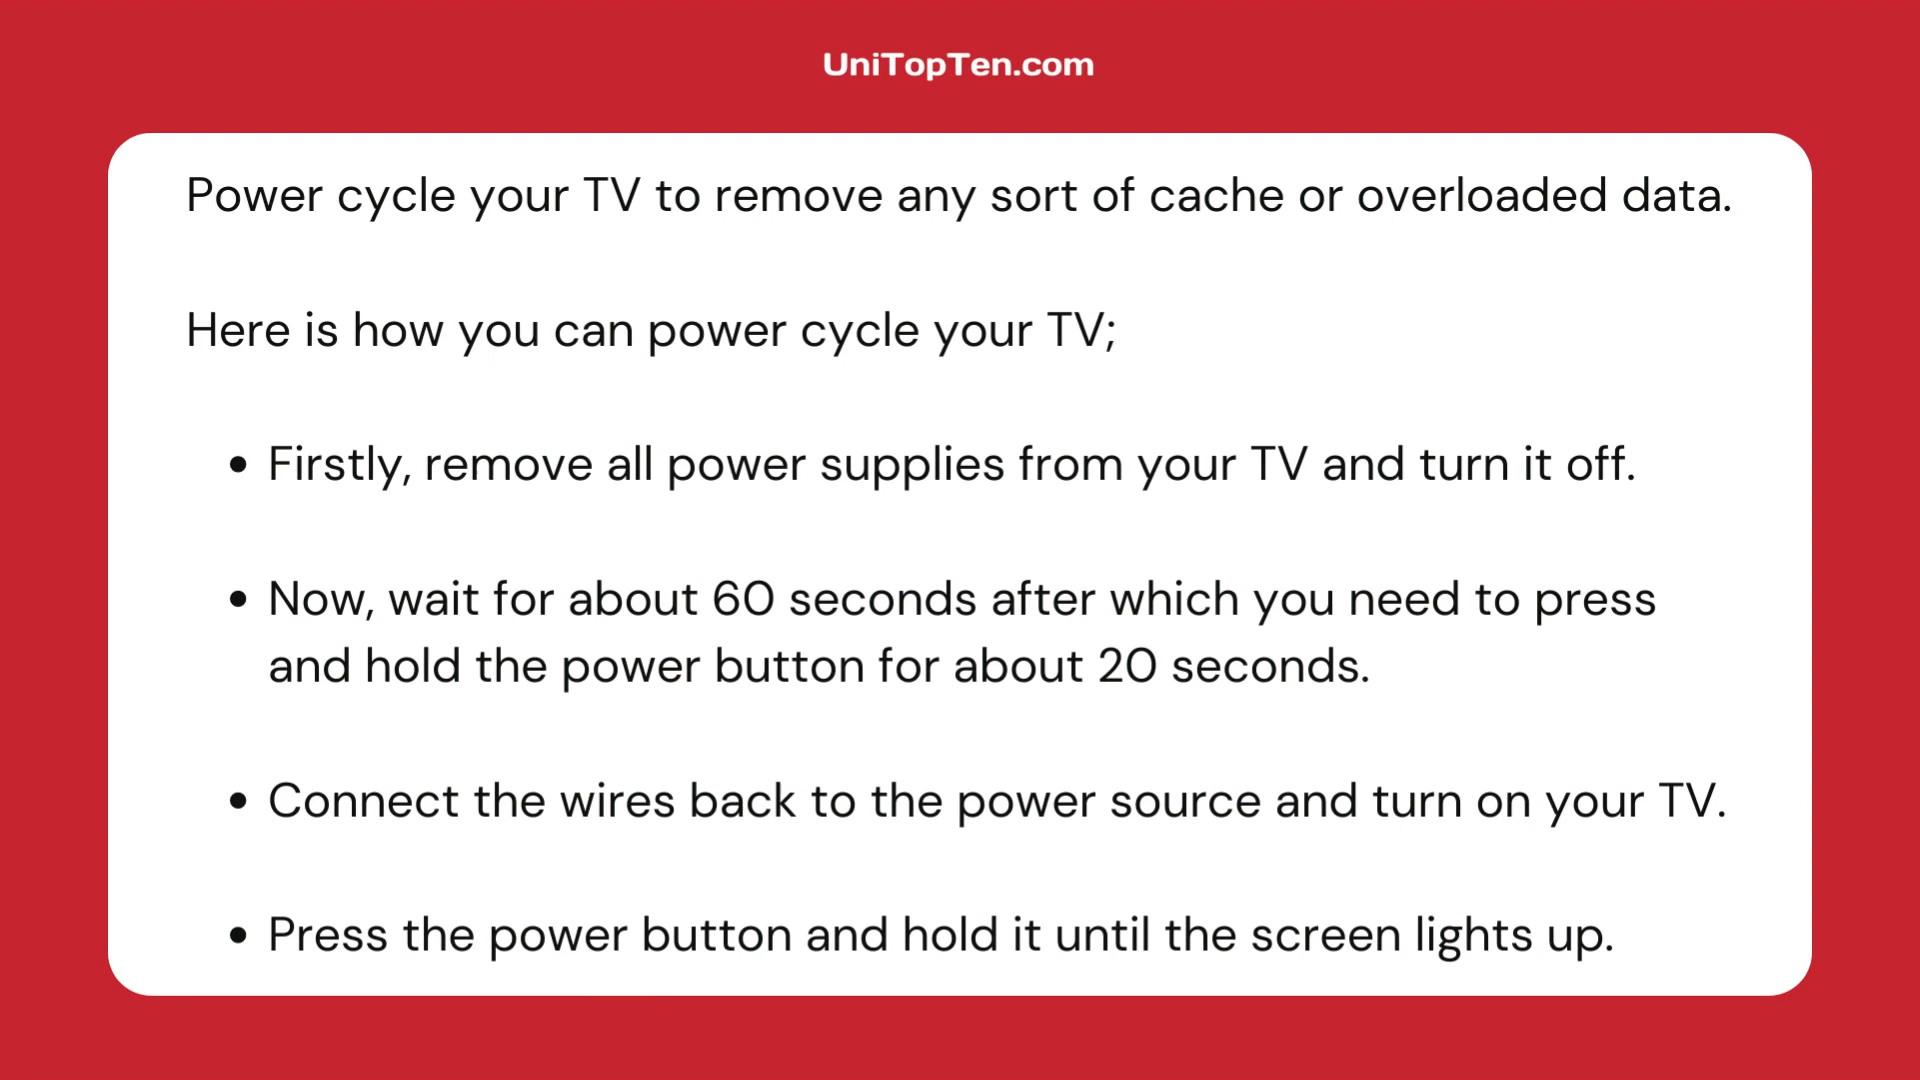 UniTopTen.com
Power cycle your TV to remove any sort of cache or overloaded data.
Here is how you can power cycle your TV;
• Firstly, remove all power supplies from your TV and turn it off.
• Now, wait for about 60 seconds after which you need to press
and hold the power button for about 20 seconds.
• Connect the wires back to the power source and turn on your TV.
• Press the power button and hold it until the screen lights up.